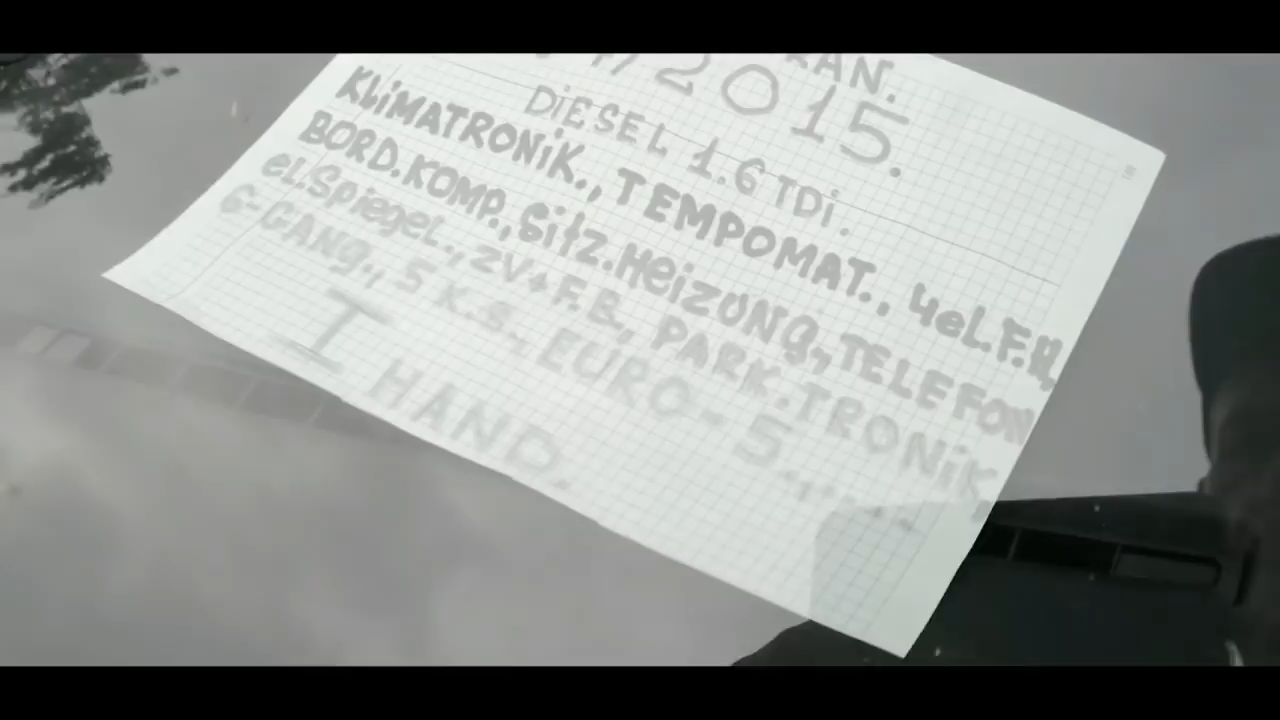 2015.
DiESEL 1.6 TDi.
KLiMATRONiK., TEMPOMAT., 4eL.F.H,
BORD.KOMP., SitZ.HeiZUNG., TELEFON
eL.SpiegeL., ZV+F.B, PARK.TRONiK,
6-GANg., 5 K.S., EURO-5.
I HAND.